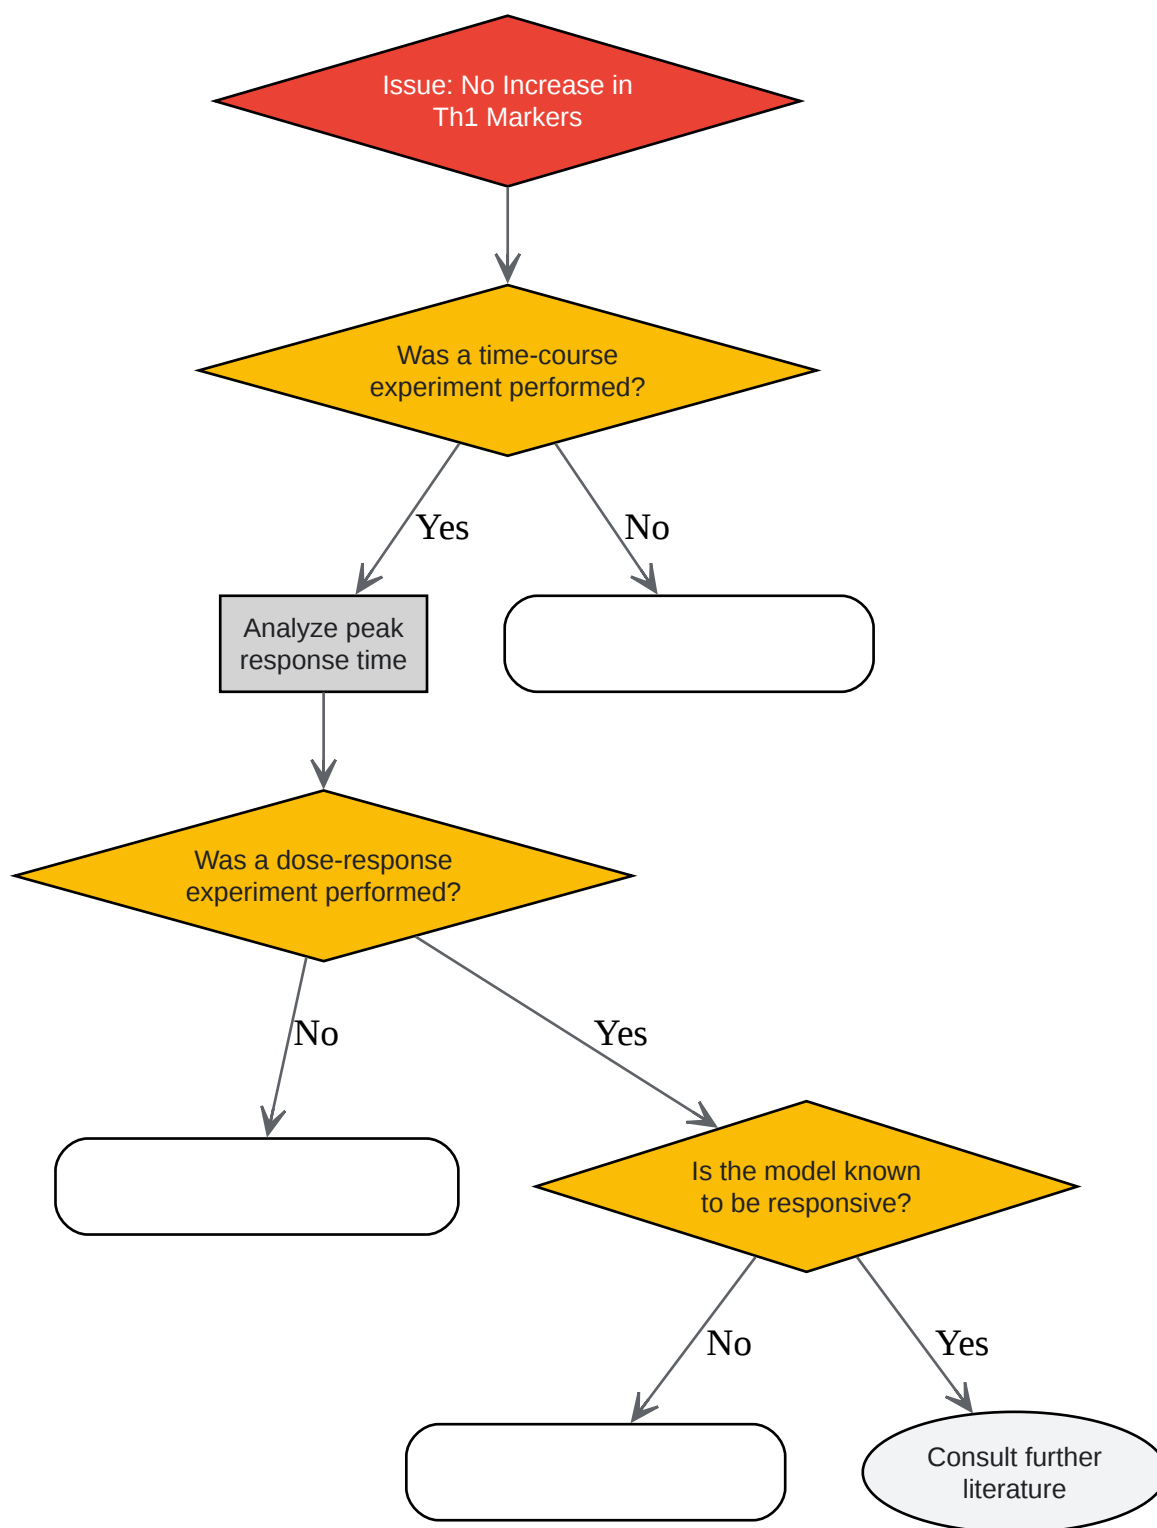 Issue: No Increase in
Th1 Markers
Was a time-course
experiment performed?
Yes
No
Analyze peak
response time
Was a dose-response
experiment performed?
No
Yes
Is the model known
to be responsive?
No
Yes
Consult further
literature